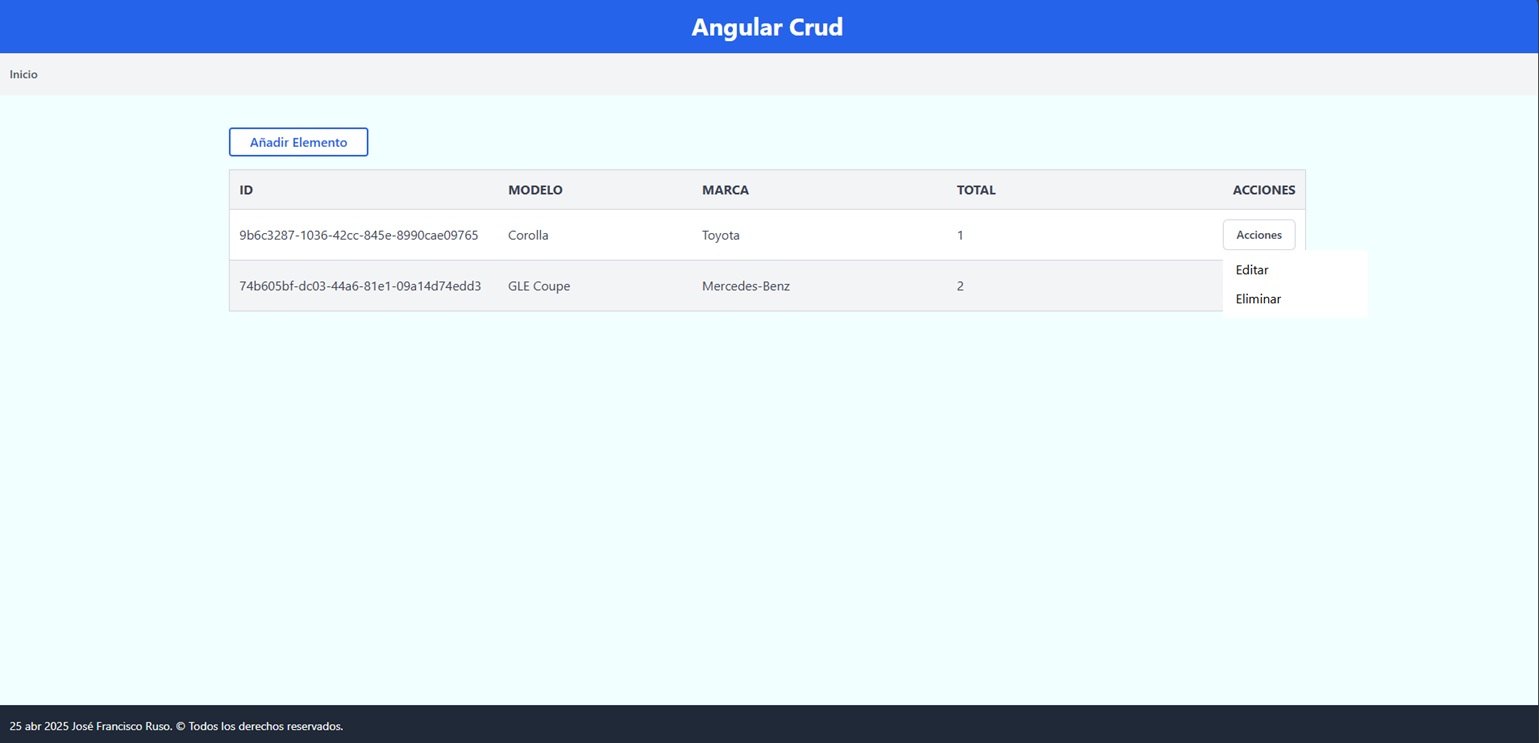 Angular Crud
Inicio
Añadir Elemento
ID MODELO MARCA TOTAL ACCIONES
9b6c3287-1036-42cc-845e-8990cae09765 Corolla Toyota 1 Acciones
Editar
74b605bf-dc03-44a6-81e1-09a14d74edd3 GLE Coupe Mercedes-Benz 2
Eliminar
25 abr 2025 José Francisco Ruso. © Todos los derechos reservados.